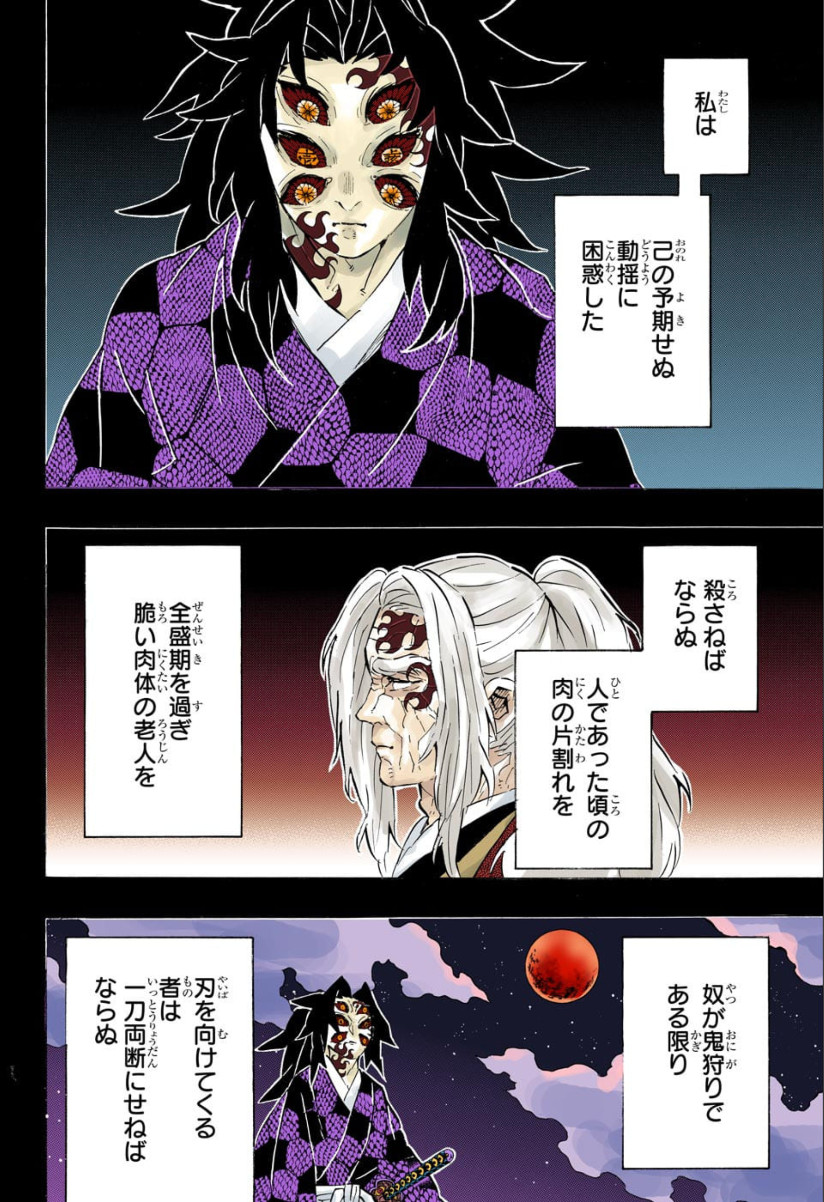 私は
己の予期せぬ
動揺に
困惑した
殺さねば
ならぬ
人であった頃の
肉の片割れを
全盛期を過ぎ
脆い肉体の老人を
奴が鬼狩りで
ある限り
刃を向けてくる
者は
一刀両断にせねば
ならぬ